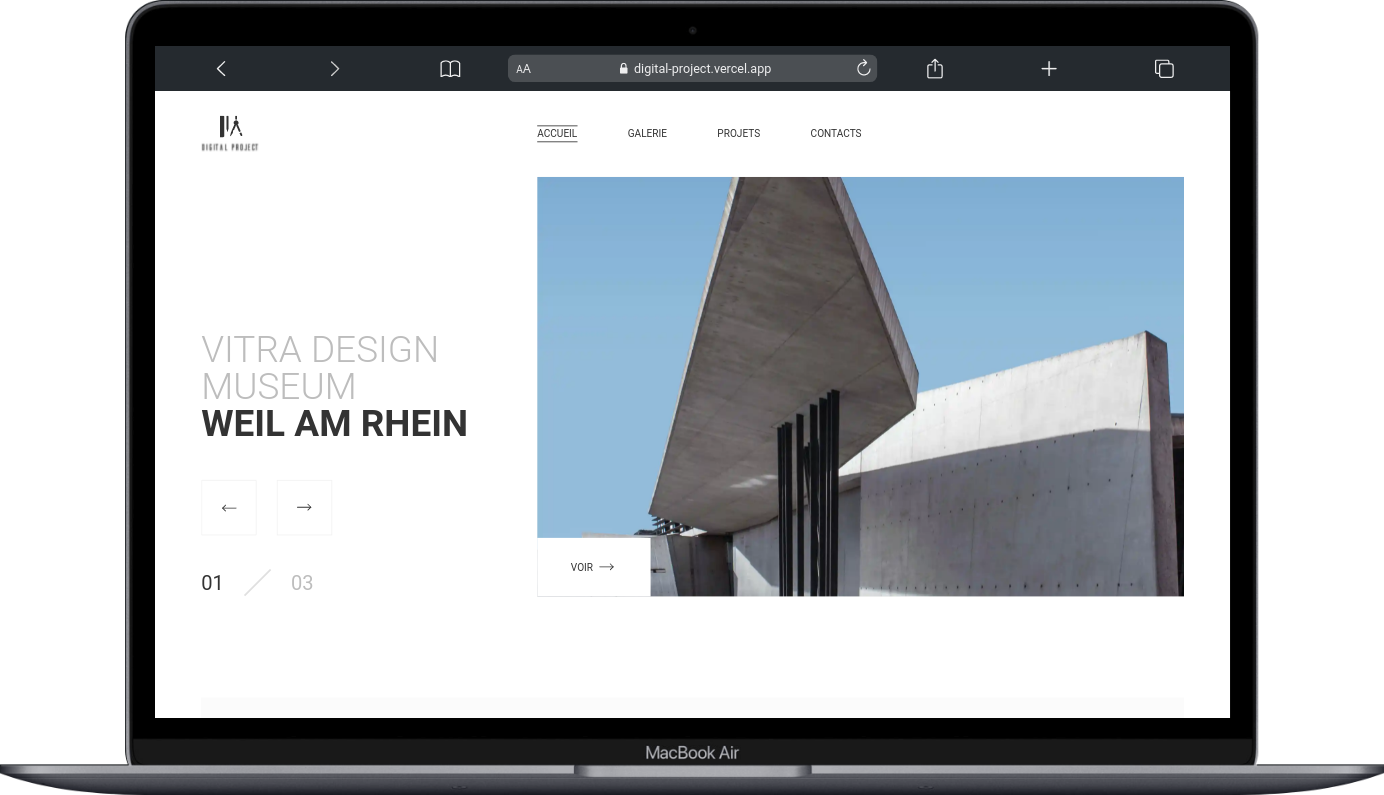 AA
digital-project.vercel.app
DIGITAL PROJECT
ACCUEIL
GALERIE
PROJETS
CONTACTS
VITRA DESIGN
MUSEUM
WEIL AM RHEIN
01
03
VOIR
MacBook Air